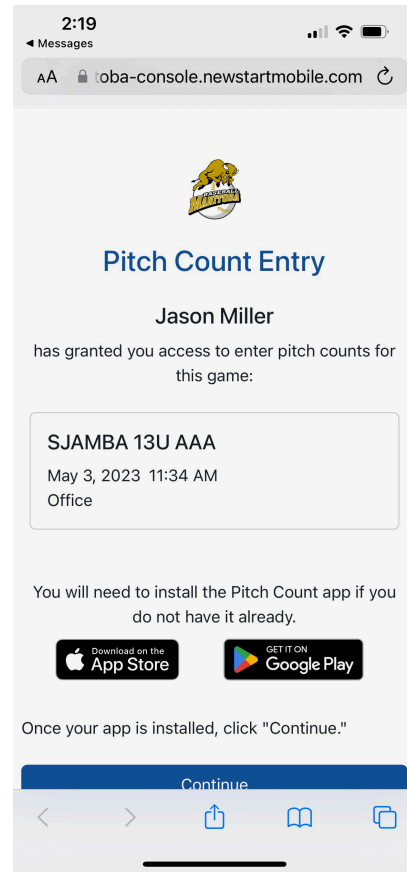 2:19
Messages
AA toba-console.newstartmobile.com
BASEBALL
MANITOBA
Pitch Count Entry
Jason Miller
has granted you access to enter pitch counts for
this game:
SJAMBA 13U AAA
May 3, 2023 11:34 AM
Office
You will need to install the Pitch Count app if you
do not have it already.
Download on the
App Store
GET IT ON
Google Play
Once your app is installed, click "Continue."
Continue